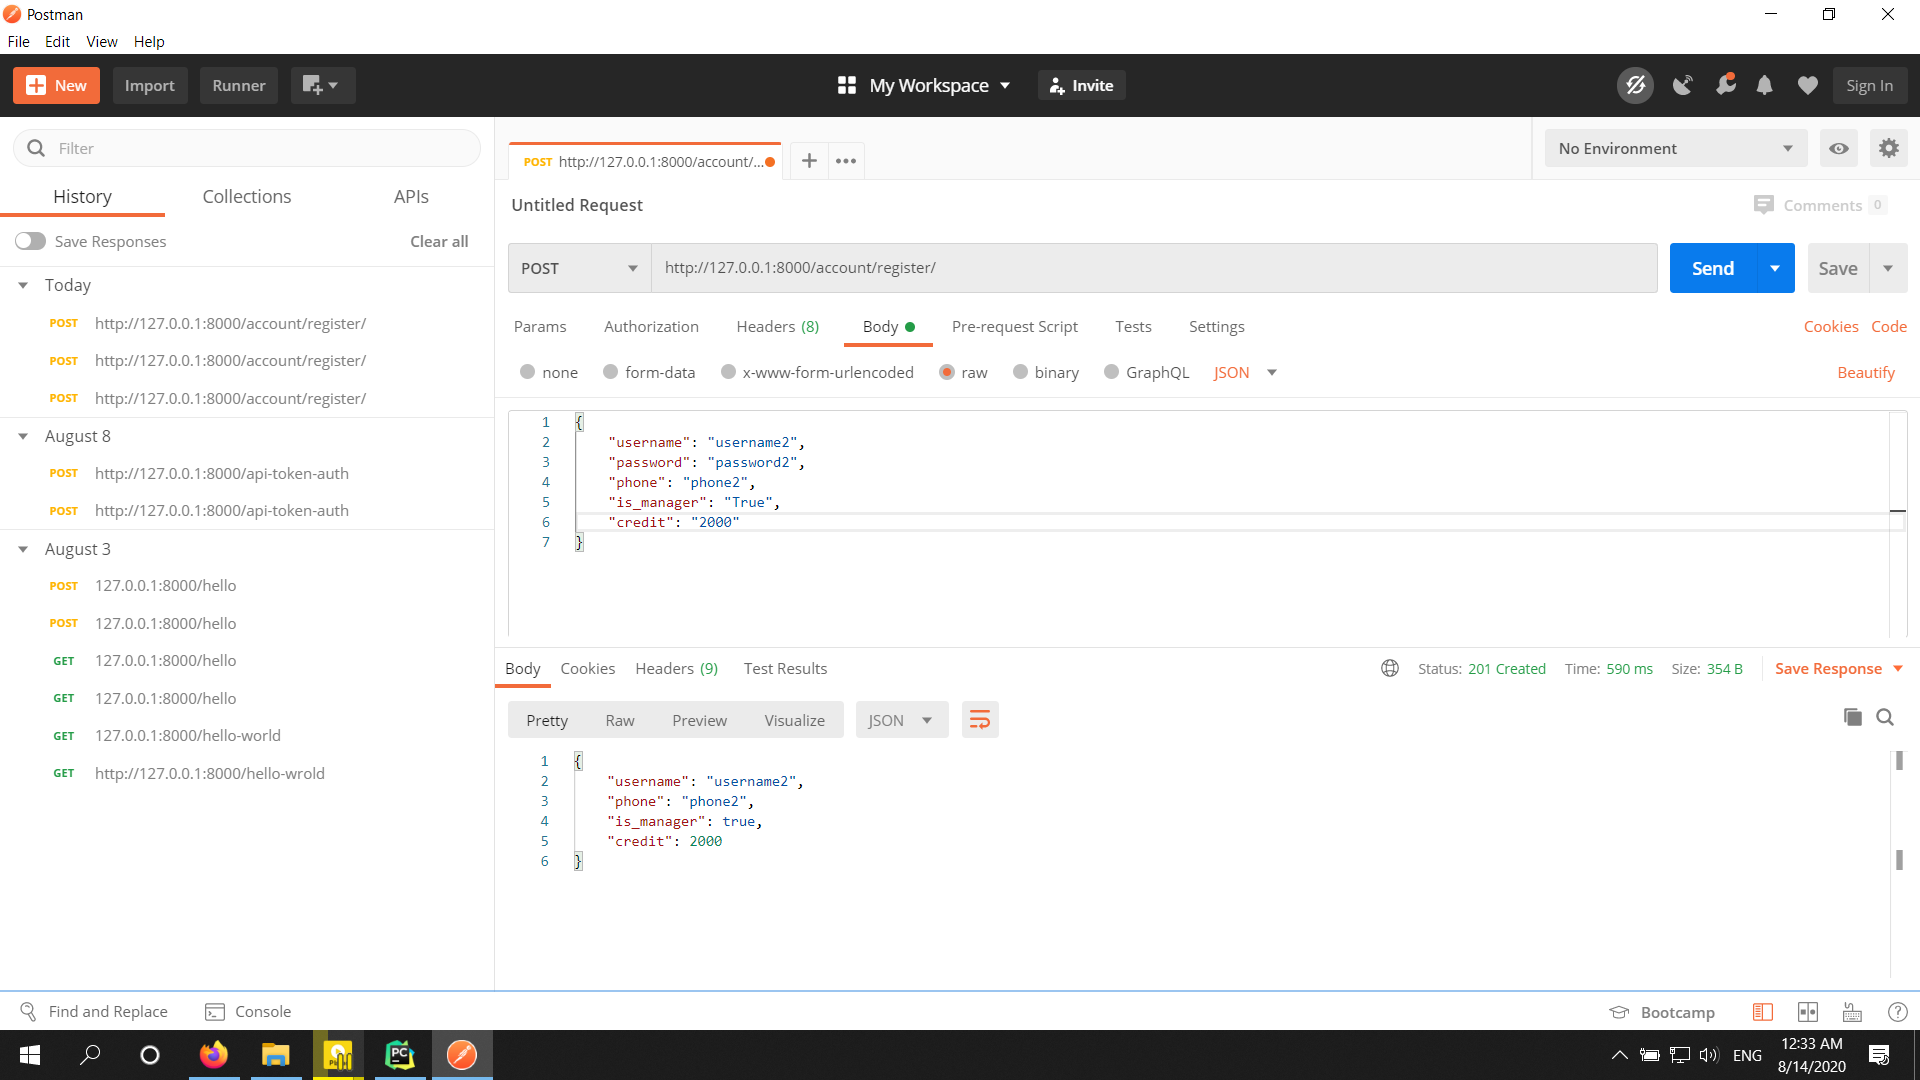 Postman
File Edit View Help
New Import Runner My Workspace Invite Sign In
Filter
History Collections APIs
Save Responses Clear all
Today
POST http://127.0.0.1:8000/account/register/
POST http://127.0.0.1:8000/account/register/
POST http://127.0.0.1:8000/account/register/
August 8
POST http://127.0.0.1:8000/api-token-auth
POST http://127.0.0.1:8000/api-token-auth
August 3
POST 127.0.0.1:8000/hello
POST 127.0.0.1:8000/hello
GET 127.0.0.1:8000/hello
GET 127.0.0.1:8000/hello
GET 127.0.0.1:8000/hello-world
GET http://127.0.0.1:8000/hello-wrold
POST http://127.0.0.1:8000/account/... No Environment
Untitled Request Comments 0
POST http://127.0.0.1:8000/account/register/ Send Save
Params Authorization Headers (8) Body Pre-request Script Tests Settings Cookies Code
none form-data x-www-form-urlencoded raw binary GraphQL JSON Beautify
1 {
2 "username": "username2",
3 "password": "password2",
4 "phone": "phone2",
5 "is_manager": "True",
6 "credit": "2000"
7 }
Body Cookies Headers (9) Test Results Status: 201 Created Time: 590 ms Size: 354 B Save Response
Pretty Raw Preview Visualize JSON
1 {
2 "username": "username2",
3 "phone": "phone2",
4 "is_manager": true,
5 "credit": 2000
6 }
Find and Replace Console Bootcamp
PC ENG 12:33 AM
8/14/2020